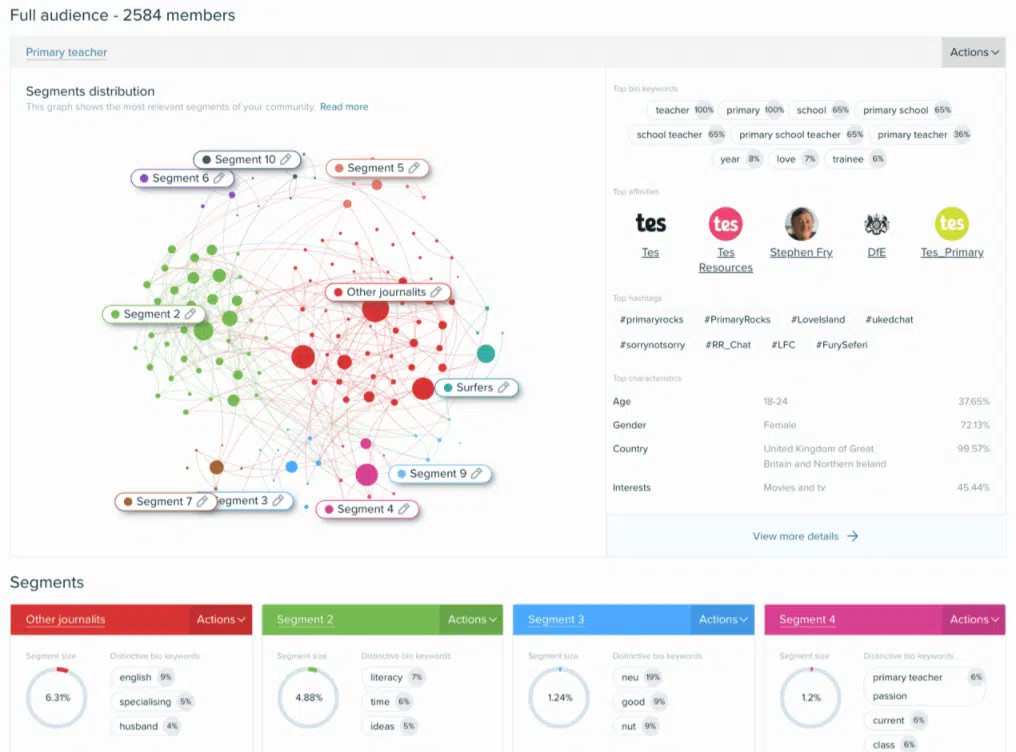 Full audience - 2584 members
Primary teacher
Actions
Segments distribution
This graph shows the most relevant segments of your community. Read more
Segment 10
Segment 5
Segment 6
Other journalits
Segment 2
Surfers
Segment 9
Segment 7
egment 3
Segment 4
Top bio keywords
teacher 100% primary 100% school 65% primary school 65%
school teacher 65% primary school teacher 65% primary teacher 36%
year 8% love 7% trainee 6%
Top affinities
tes
tes
tes
Tes
Tes Resources
Stephen Fry
DfE
Tes_Primary
Top hashtags
#primaryrocks #PrimaryRocks #LoveIsland #ukedchat
#sorrynotsorry #RR_Chat #LFC #FurySeferi
Top characteristics
Age 18-24 37.65%
Gender Female 72.13%
Country United Kingdom of Great 99.57%
Britain and Northern Ireland
Interests Movies and tv 45.44%
View more details
Segments
Other journalits Actions
Segment size Distinctive bio keywords
6.31%
english 9%
specialising 5%
husband 4%
Segment 2 Actions
Segment size Distinctive bio keywords
4.88%
literacy 7%
time 6%
ideas 5%
Segment 3 Actions
Segment size Distinctive bio keywords
1.24%
neu 19%
good 9%
nut 9%
Segment 4 Actions
Segment size Distinctive bio keywords
1.2%
primary teacher 6%
passion
current 6%
class 6%